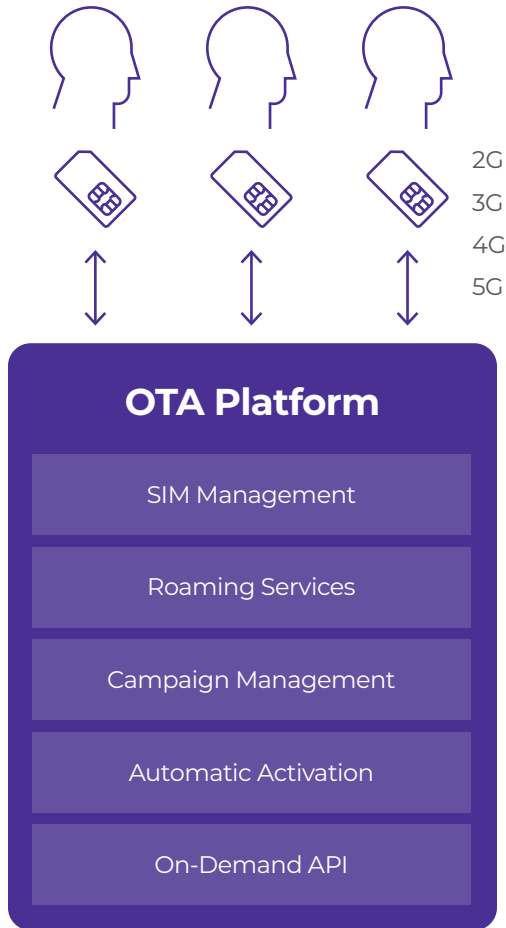 2G
3G
4G
5G
OTA Platform
SIM Management
Roaming Services
Campaign Management
Automatic Activation
On-Demand API